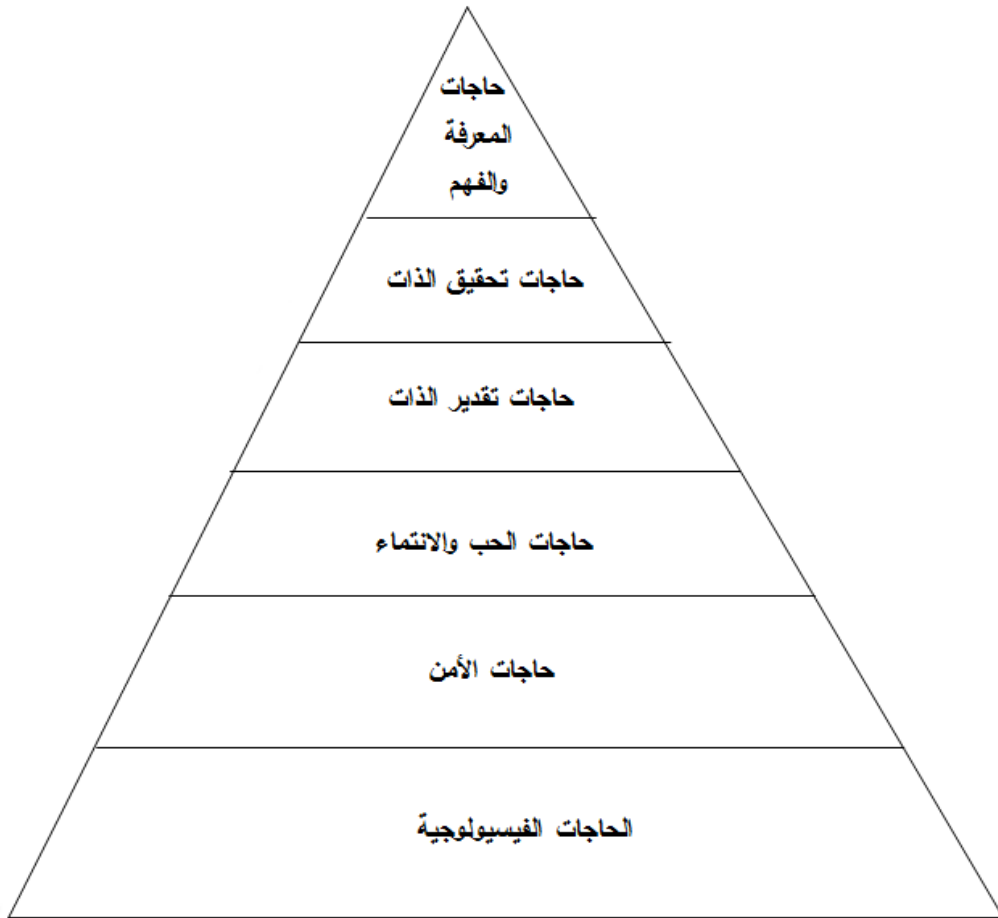 حاجات
المعرفة
والفهم
حاجات تحقيق الذات
حاجات تقدير الذات
حاجات الحب والانتماء
حاجات الأمن
الحاجات الفيسيولوجية